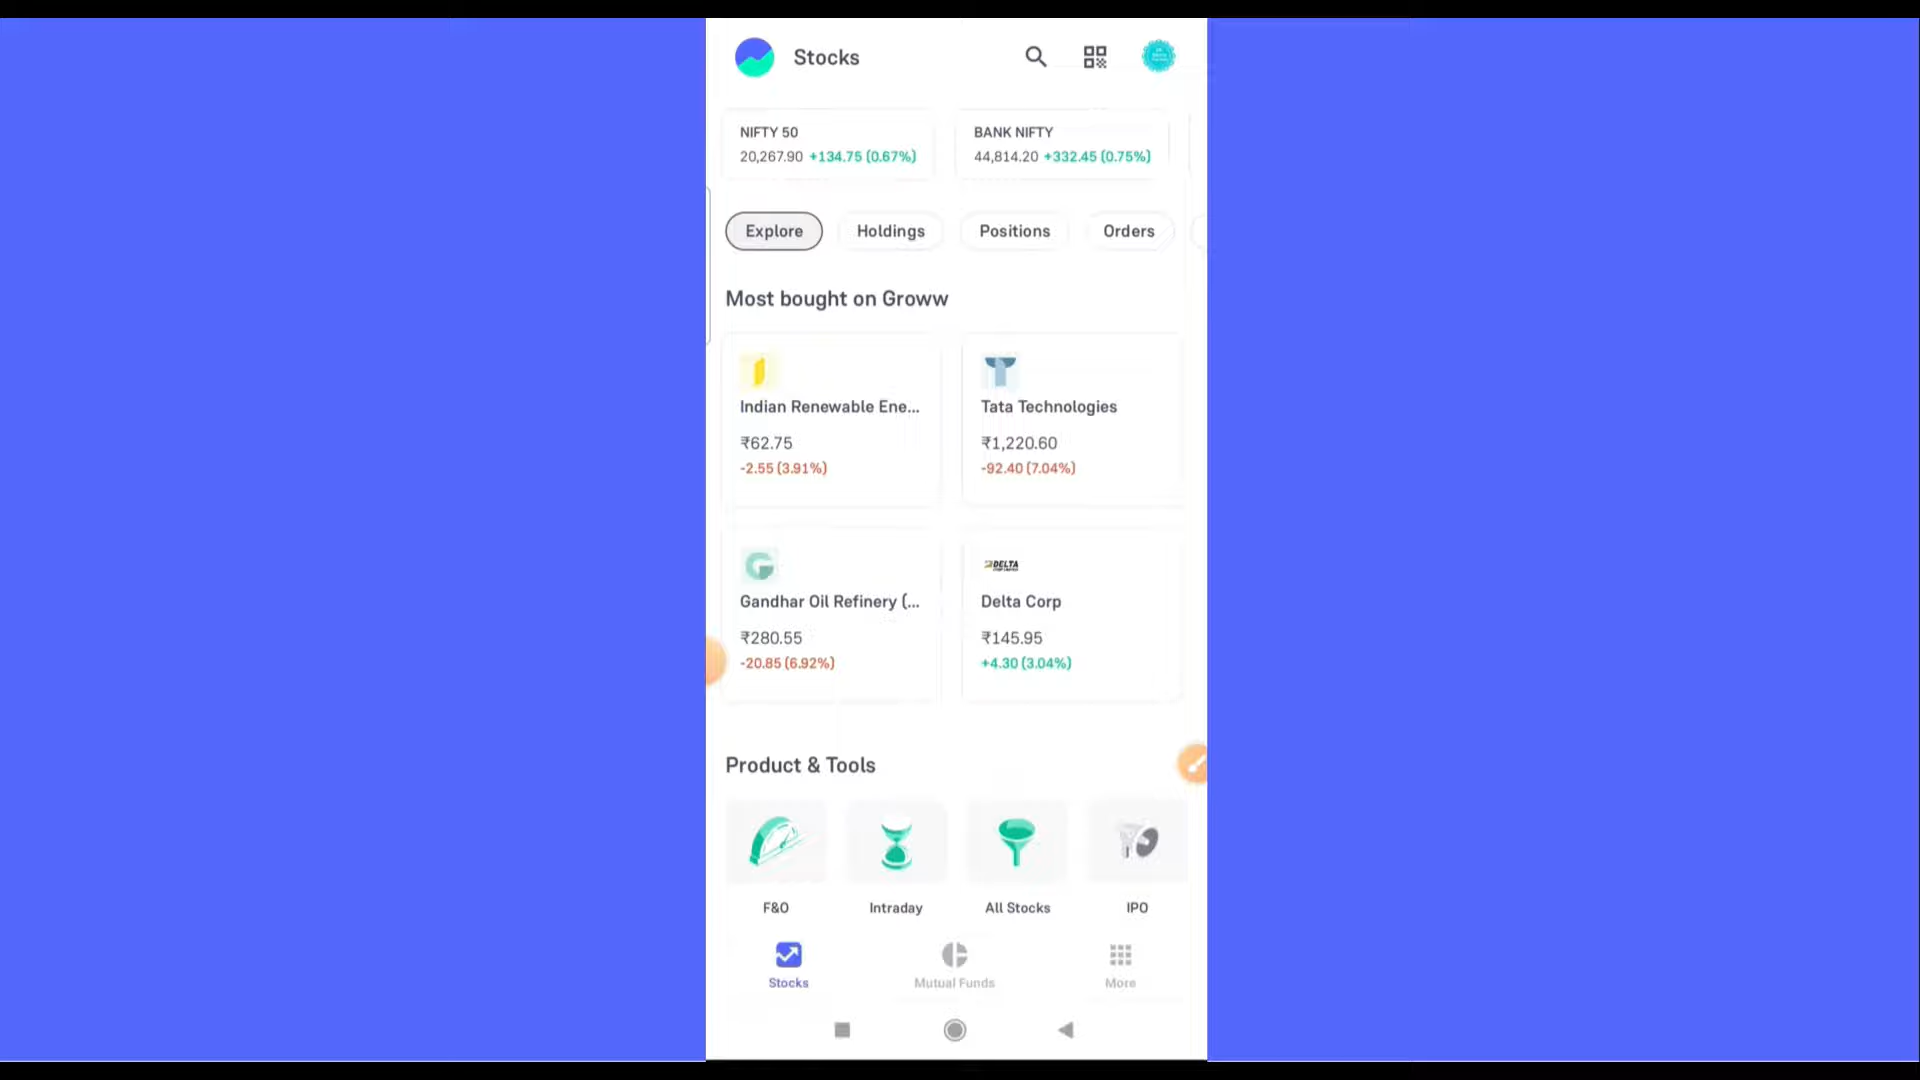 Stocks
NIFTY 50
20,267.90 +134.75 (0.67%)
BANK NIFTY
44,814.20 +332.45 (0.75%)
Explore
Holdings
Positions
Orders
Most bought on Groww
Indian Renewable Ene...
₹62.75
-2.55 (3.91%)
Tata Technologies
₹1,220.60
-92.40 (7.04%)
Gandhar Oil Refinery (...
₹280.55
-20.85 (6.92%)
DELTA
Delta Corp
₹145.95
+4.30 (3.04%)
Product & Tools
F&O
Intraday
All Stocks
IPO
Stocks
Mutual Funds
More